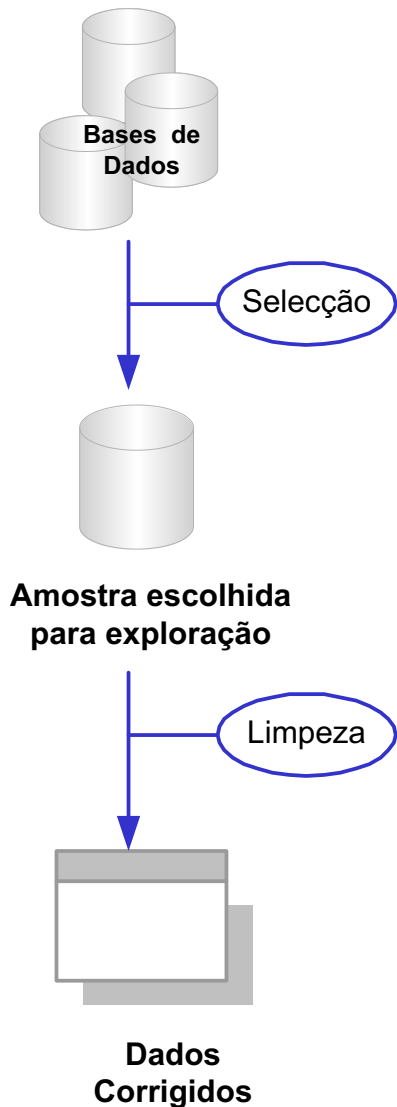 Bases de
Dados
Selecção
Amostra escolhida
para exploração
Limpeza
Dados
Corrigidos